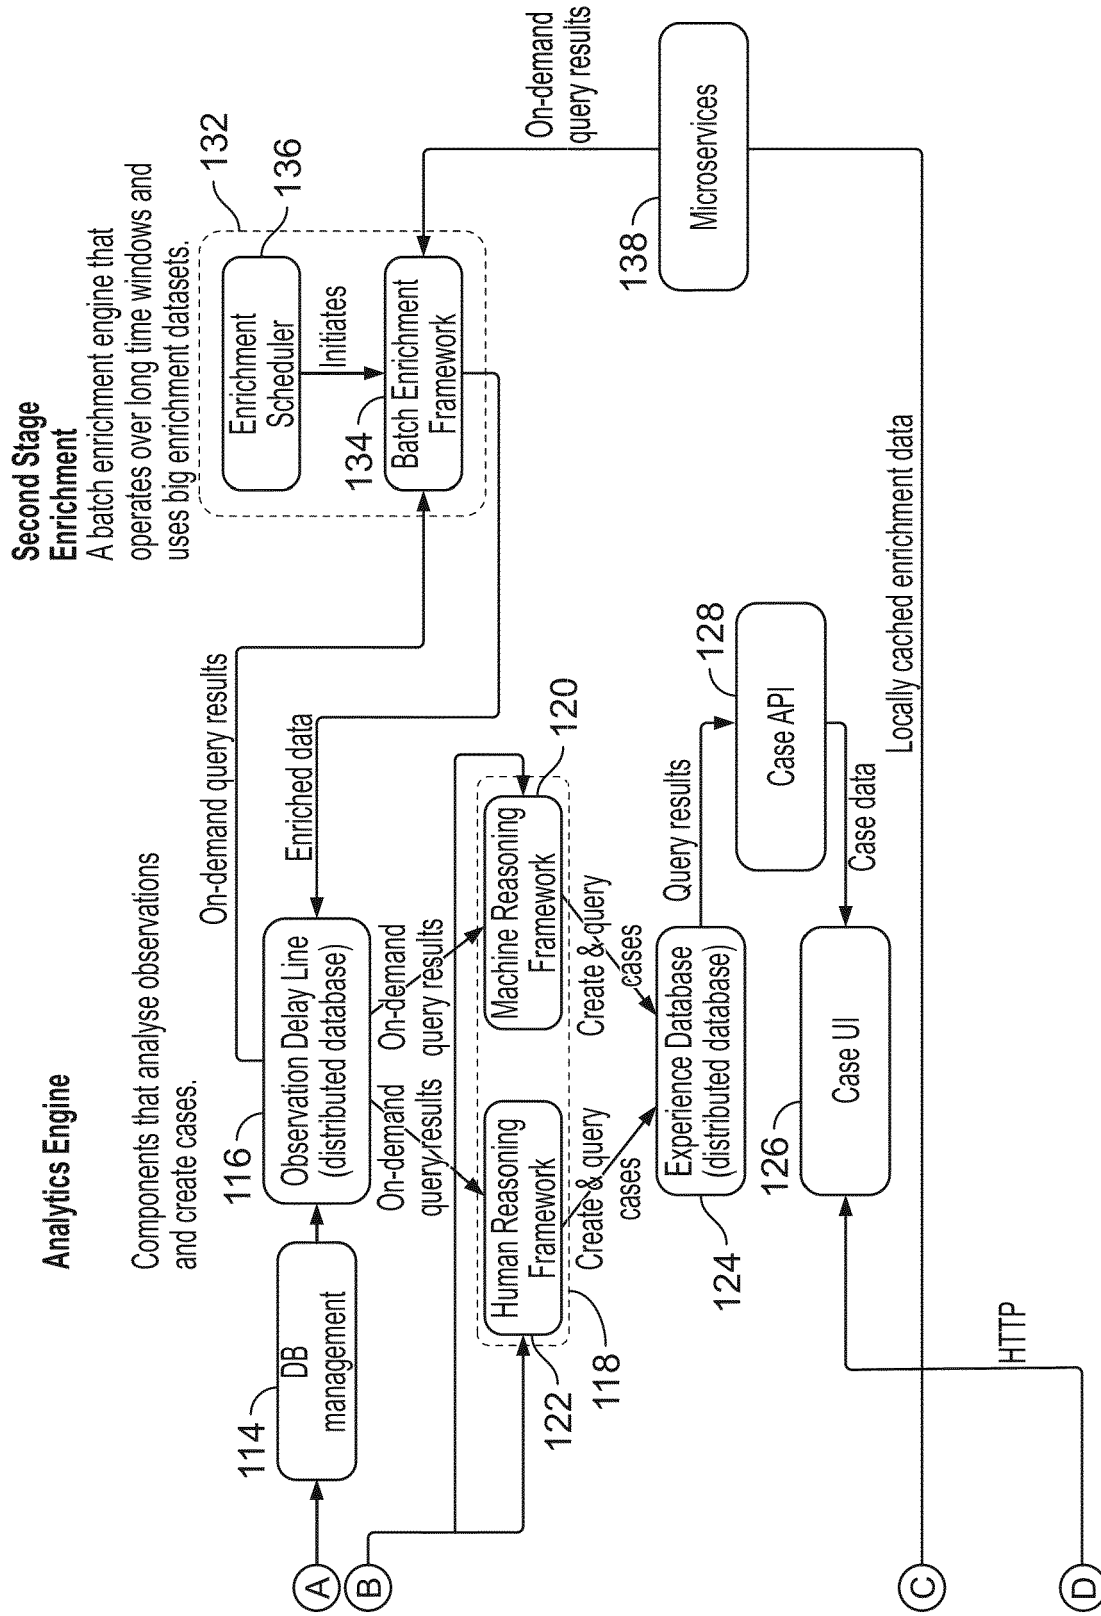 Analytics Engine
Components that analyse observations
and create cases.
Second Stage
Enrichment
A batch enrichment engine that
operates over long time windows and
uses big enrichment datasets.
132
136
Enrichment
Scheduler
Initiates
134
Batch Enrichment
Framework
On-demand query results
Enriched data
A
B
114
DB
management
116
Observation Delay Line
(distributed database)
On-demand
query results
On-demand
query results
122
Human Reasoning
Framework
118
Machine Reasoning
Framework
120
Create & query
cases
Create & query
cases
124
Experience Database
(distributed database)
Query results
128
Case API
Case data
126
Case UI
On-demand
query results
138
Microservices
Locally cached enrichment data
C
HTTP
D